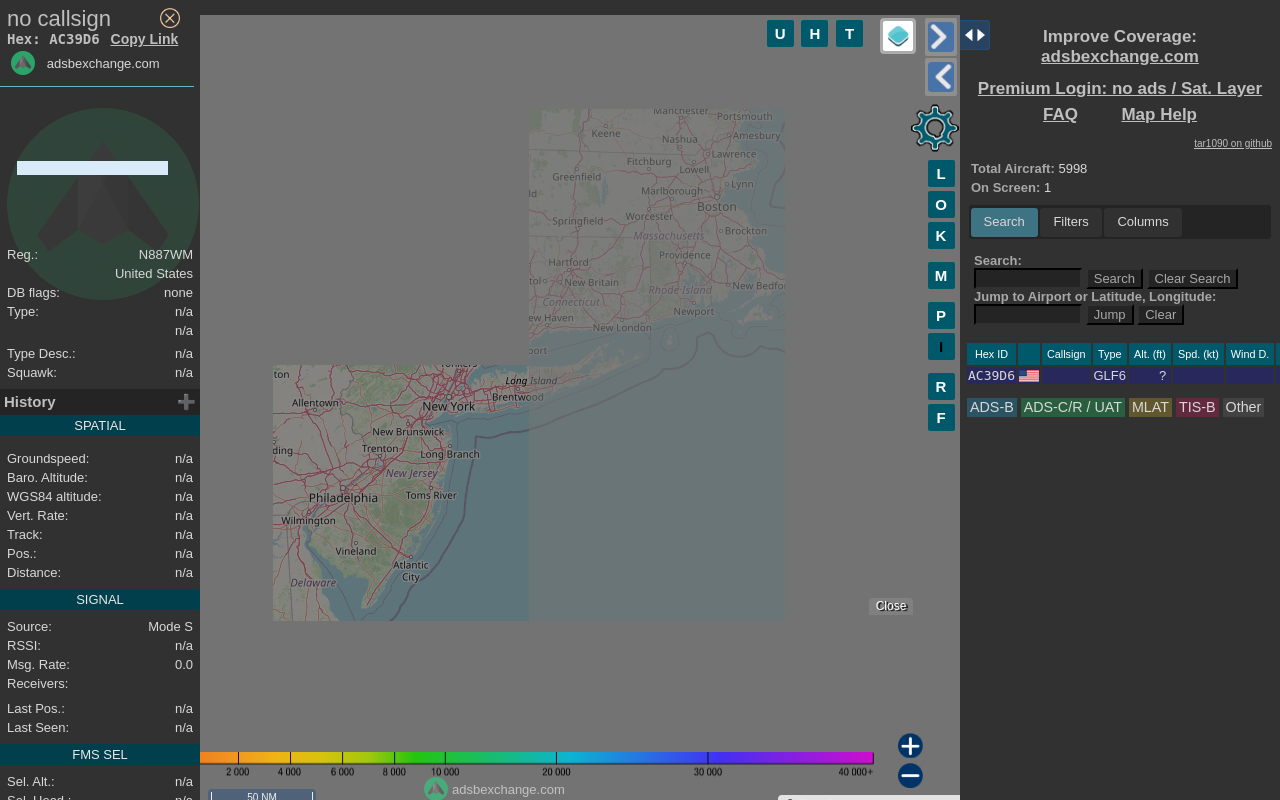 no callsign
Hex: AC39D6 Copy Link
adsbexchange.com
Reg.: N887WM
United States
DB flags: none
Type: n/a
n/a
Type Desc.: n/a
Squawk: n/a
History
SPATIAL
Groundspeed: n/a
Baro. Altitude: n/a
WGS84 altitude: n/a
Vert. Rate: n/a
Track: n/a
Pos.: n/a
Distance: n/a
SIGNAL
Source: Mode S
RSSI: n/a
Msg. Rate: 0.0
Receivers:
Last Pos.: n/a
Last Seen: n/a
FMS SEL
Sel. Alt.: n/a
U H T
L
O
K
M
P
I
R
F
Manchester
Portsmouth
Keene
Nashua
Amesbury
Fitchburg
Lawrence
Lowell
Greenfield
Lynn
Marlborough
ld
Boston
Worcester
Springfield
Brockton
Massachusetts
Providence
Hartford
tol
New Britain
New Bedfor
Rhode Island
Connecticut
Newport
ew Haven
New London
port
Yonkers
ton
Long Island
Brentwood
Allentown
New York
New Brunswick
Trenton
ding
Long Branch
New Jersey
Philadelphia
Toms River
Wilmington
Vineland
Atlantic
City
Delaware
Close
2 000 4 000 6 000 8 000 10 000 20 000 30 000 40 000+
adsbexchange.com
50 NM
Improve Coverage:
adsbexchange.com
Premium Login: no ads / Sat. Layer
FAQ Map Help
tar1090 on github
Total Aircraft: 5998
On Screen: 1
Search Filters Columns
Search:
Search Clear Search
Jump to Airport or Latitude, Longitude:
Jump Clear
Hex ID Callsign Type Alt. (ft) Spd. (kt) Wind D.
AC39D6 GLF6 ?
ADS-B ADS-C/R / UAT MLAT TIS-B Other